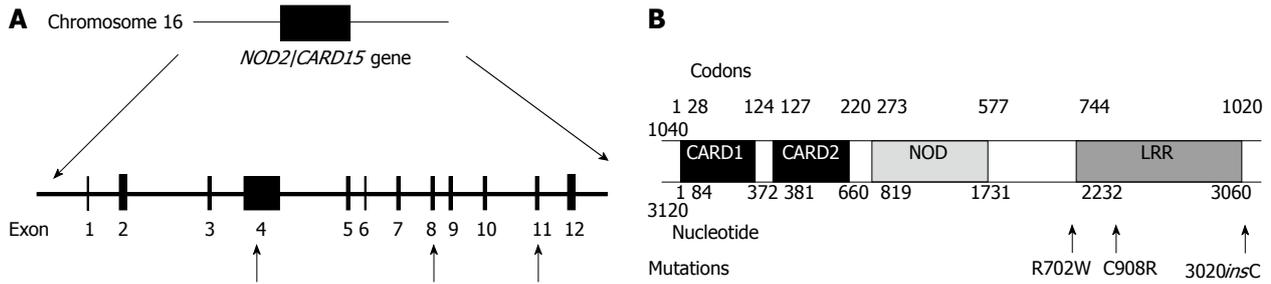 A
Chromosome 16
NOD2/CARD15 gene
Exon 1 2 3 4 5 6 7 8 9 10 11 12
B
Codons
1 28 124 127 220 273 577 744 1020
1040
CARD1 CARD2 NOD LRR
1 84 372 381 660 819 1731 2232 3060
3120
Nucleotide
Mutations R702W C908R 3020insC